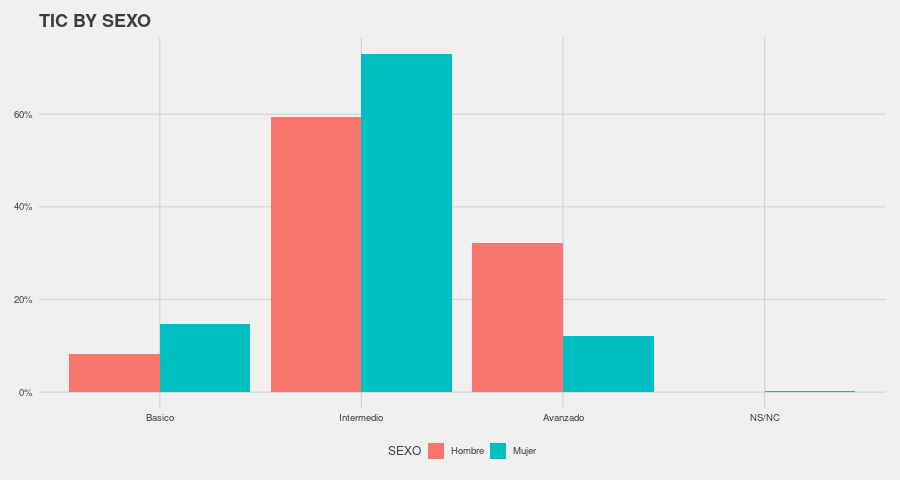 TIC BY SEXO
60%
40%
20%
0%
Basico Intermedio Avanzado NS/NC
SEXO Hombre Mujer